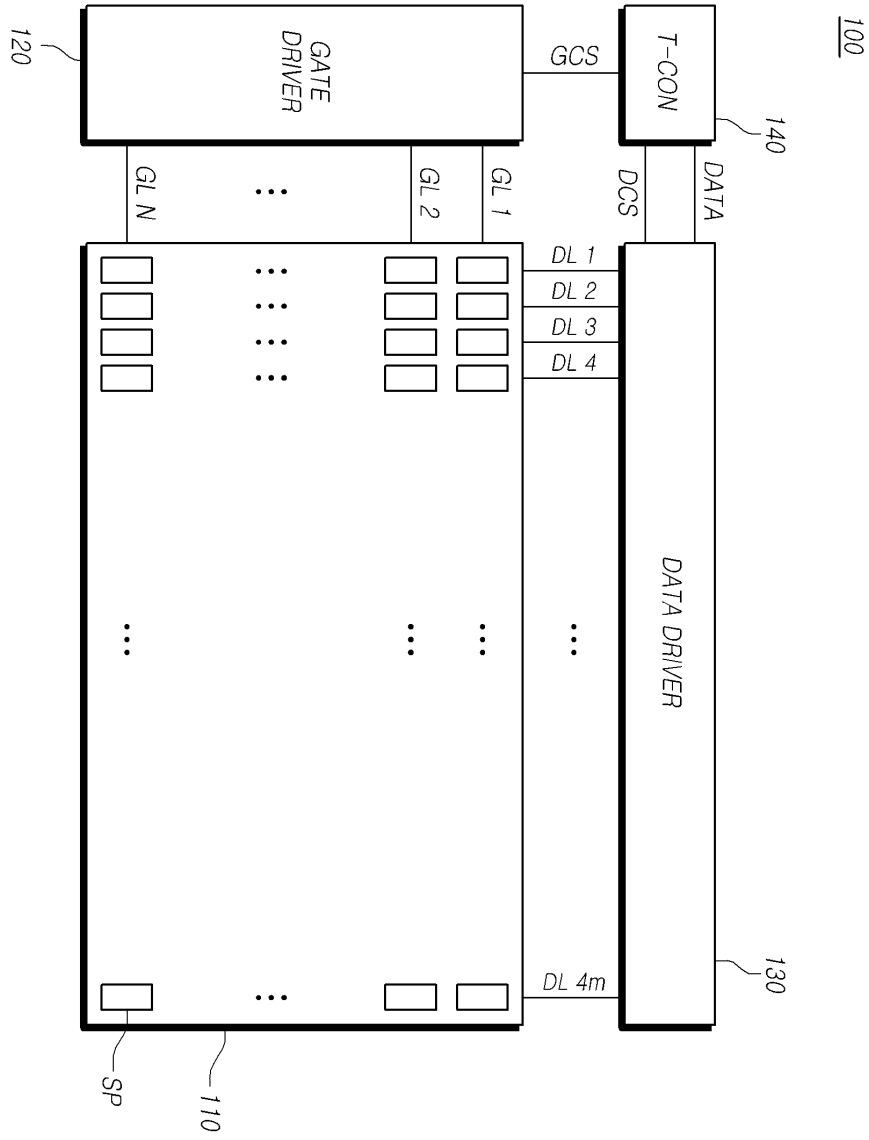 100
T-CON
140
DATA
DCS
GCS
DATA DRIVER
130
GATE
DRIVER
120
DL 1
DL 2
DL 3
DL 4
...
DL 4m
GL 1
GL 2
...
GL N
...
...
...
...
...
...
...
...
SP
110